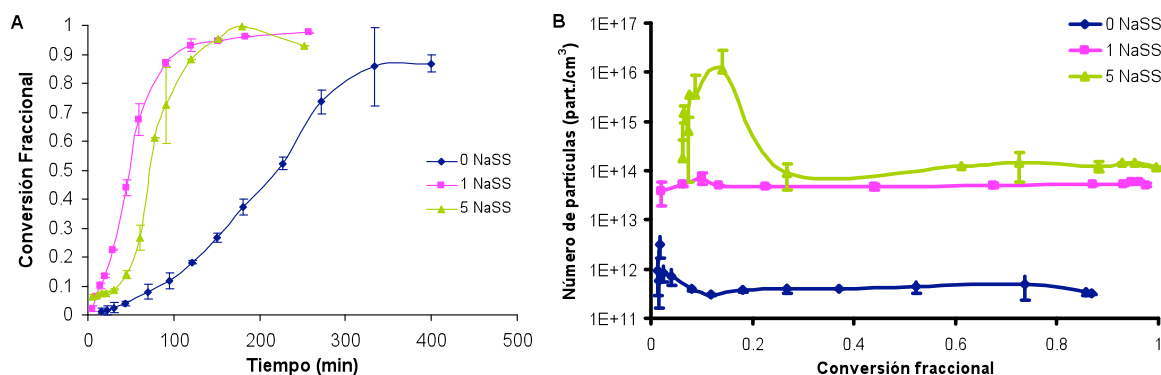 A
Conversión Fraccional
1
0.9
0.8
0.7
0.6
0.5
0.4
0.3
0.2
0.1
0
0 100 200 300 400 500
Tiempo (min)
0 NaSS
1 NaSS
5 NaSS
B
Número de partículas (part./cm³)
1E+17
1E+16
1E+15
1E+14
1E+13
1E+12
1E+11
0 0.2 0.4 0.6 0.8 1
Conversión fraccional
0 NaSS
1 NaSS
5 NaSS